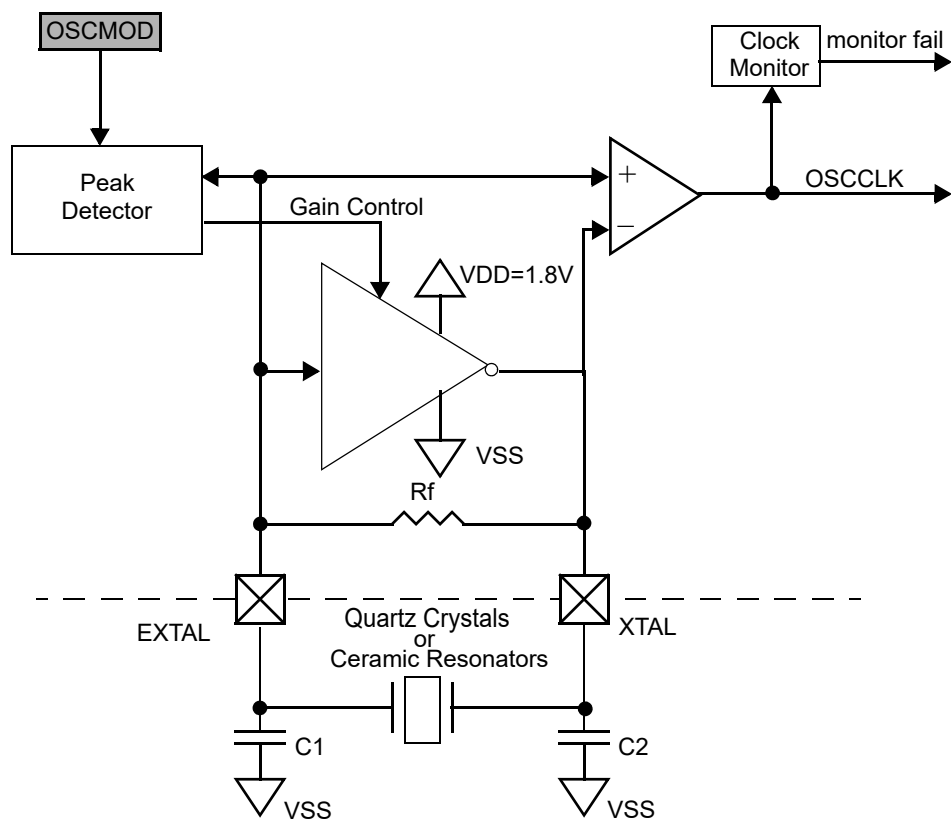 OSCMOD
Clock
Monitor
monitor fail
Peak
Detector
+
OSCCLK
Gain Control
−
VDD=1.8V
VSS
Rf
EXTAL
Quartz Crystals
or
Ceramic Resonators
XTAL
C1
C2
VSS
VSS